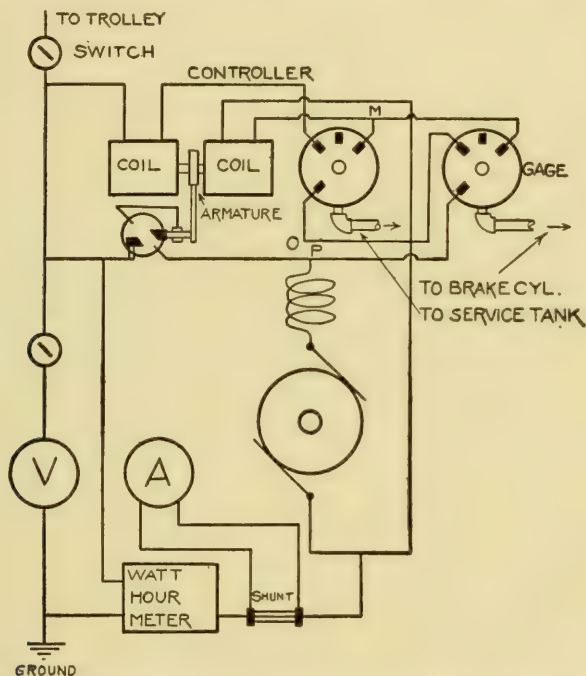 TO TROLLEY
SWITCH
CONTROLLER
M
COIL
COIL
GAGE
ARMATURE
O
P
TO BRAKE CYL.
TO SERVICE TANK
V
A
WATT
HOUR
METER
SHUNT
GROUND